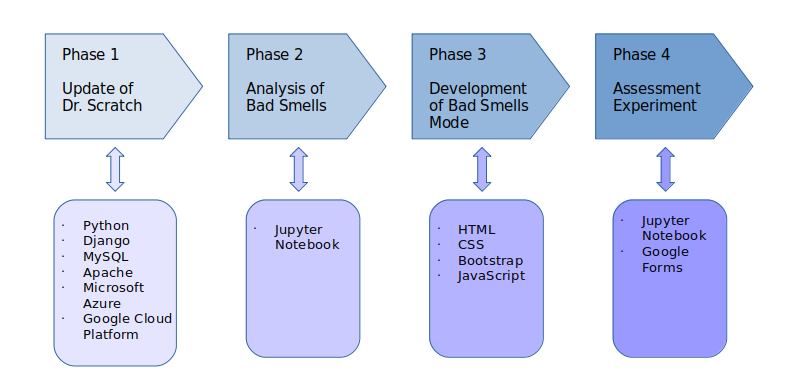 Phase 1
Update of
Dr. Scratch
Phase 2
Analysis of
Bad Smells
Phase 3
Development
of Bad Smells
Mode
Phase 4
Assessment
Experiment
· Python
· Django
· MySQL
· Apache
· Microsoft
Azure
· Google Cloud
Platform
· Jupyter
Notebook
· HTML
· CSS
· Bootstrap
· JavaScript
· Jupyter
Notebook
· Google
Forms